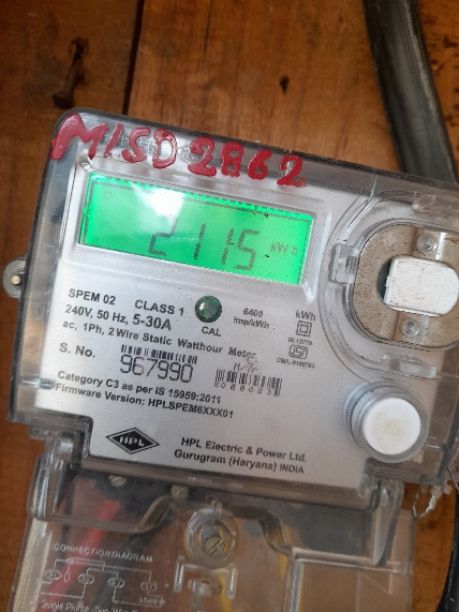 MISD 2862
2115 kW h
SPEM 02 CLASS 1 6400 kWh
240V, 50 Hz, 5-30A CAL Imp/kWh
ac, 1Ph, 2 Wire Static Watthour Meter
S. No. 967990
Category C3 as per IS 15959:2011
Firmware Version: HPLSPEM6XXX01
HPL
HPL Electric & Power Ltd.
Gurugram (Haryana) INDIA
CONNECTION DIAGRAM